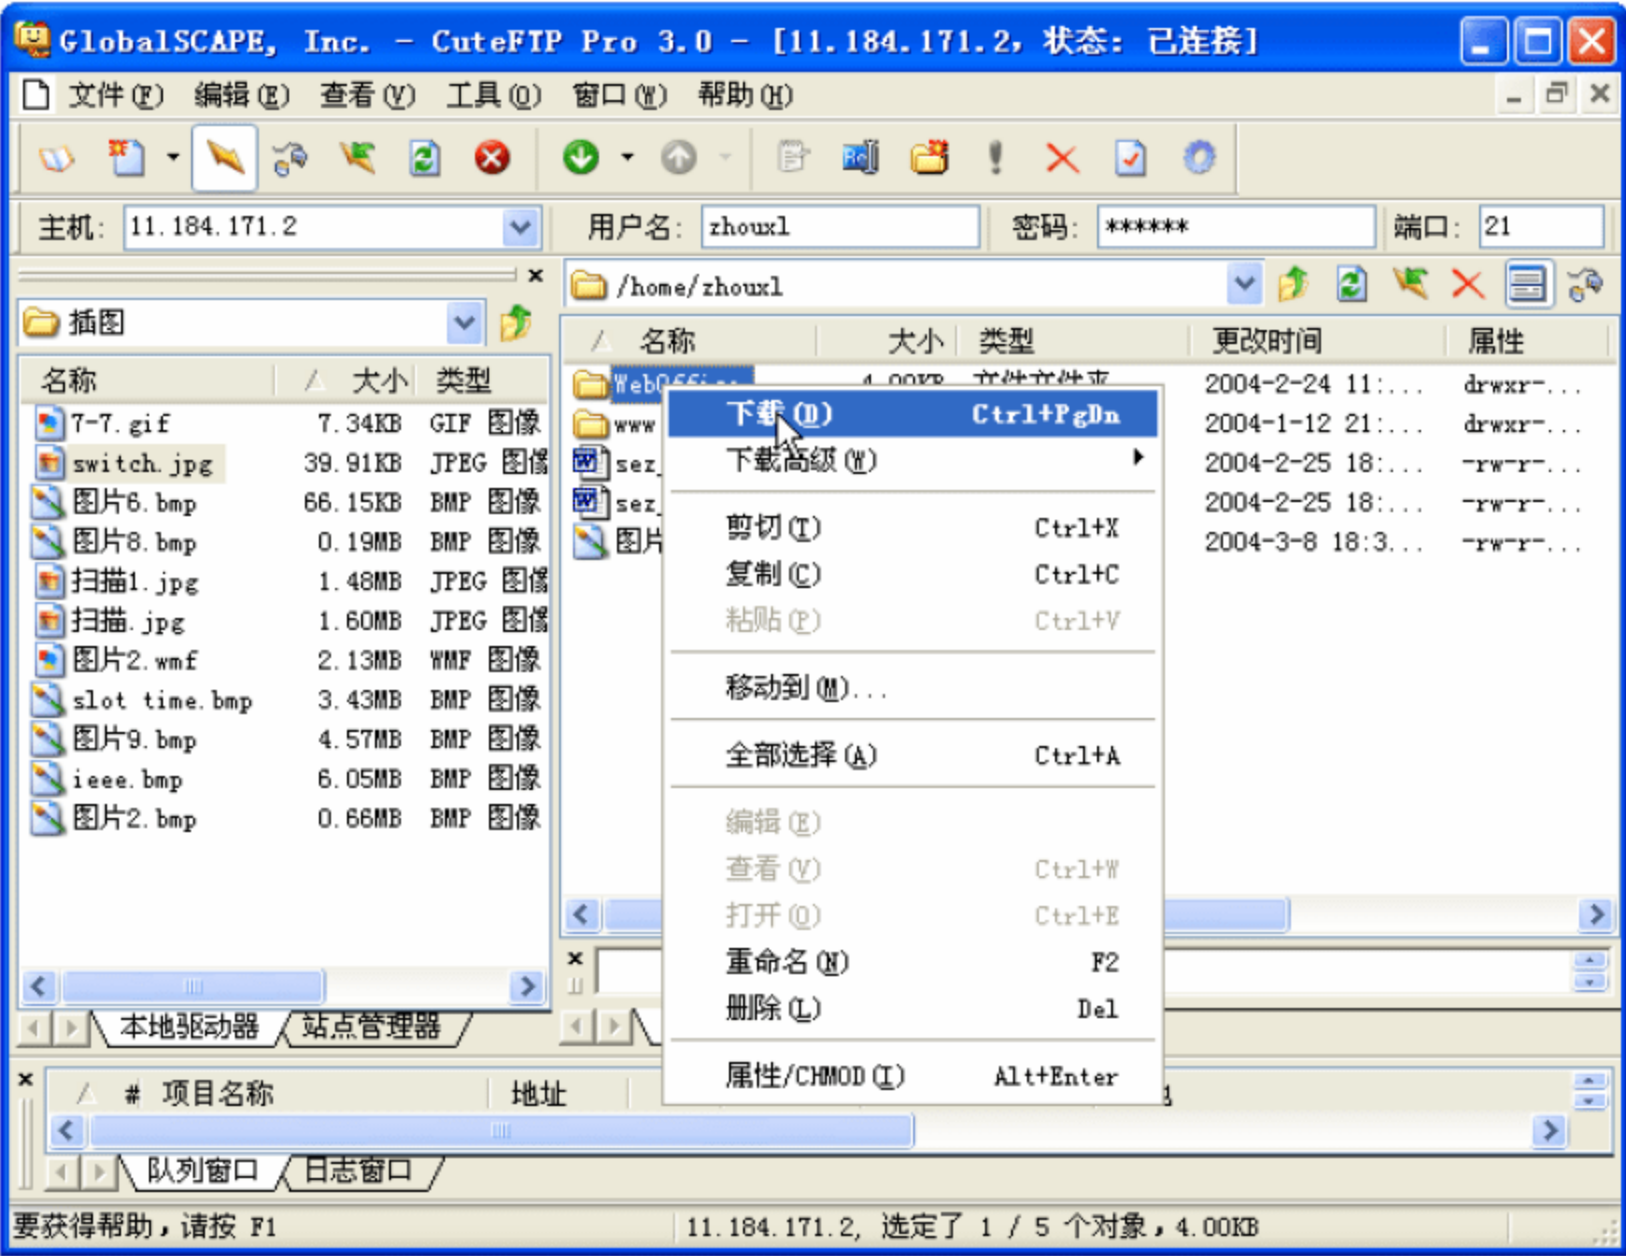 GlobalSCAPE, Inc. - CuteFTP Pro 3.0 - [11.184.171.2, 状态: 已连接]
文件(F) 编辑(E) 查看(V) 工具(O) 窗口(W) 帮助(H)
主机: 11.184.171.2 用户名: zhouxl 密码: ****** 端口: 21
插图
名称 大小 类型
7-7.gif 7.34KB GIF 图像
switch.jpg 39.91KB JPEG 图像
图片6.bmp 66.15KB BMP 图像
图片8.bmp 0.19MB BMP 图像
扫描1.jpg 1.48MB JPEG 图像
扫描.jpg 1.60MB JPEG 图像
图片2.wmf 2.13MB WMF 图像
slot time.bmp 3.43MB BMP 图像
图片9.bmp 4.57MB BMP 图像
ieee.bmp 6.05MB BMP 图像
图片2.bmp 0.66MB BMP 图像
本地驱动器 站点管理器
/home/zhouxl
名称 大小 类型 更改时间 属性
4.00KB 文件文件夹 2004-2-24 11:... drwxr-...
www 2004-1-12 21:... drwxr-...
sez_ 2004-2-25 18:... -rw-r-...
sez_ 2004-2-25 18:... -rw-r-...
图片 2004-3-8 18:3... -rw-r-...
下载(D) Ctrl+PgDn
下载高级(W)
剪切(T) Ctrl+X
复制(C) Ctrl+C
粘贴(P) Ctrl+V
移动到(M)...
全部选择(A) Ctrl+A
编辑(E)
查看(V) Ctrl+W
打开(O) Ctrl+E
重命名(N) F2
删除(L) Del
属性/CHMOD(I) Alt+Enter
# 项目名称 地址
队列窗口 日志窗口
要获得帮助，请按 F1 11.184.171.2, 选定了 1 / 5 个对象，4.00KB